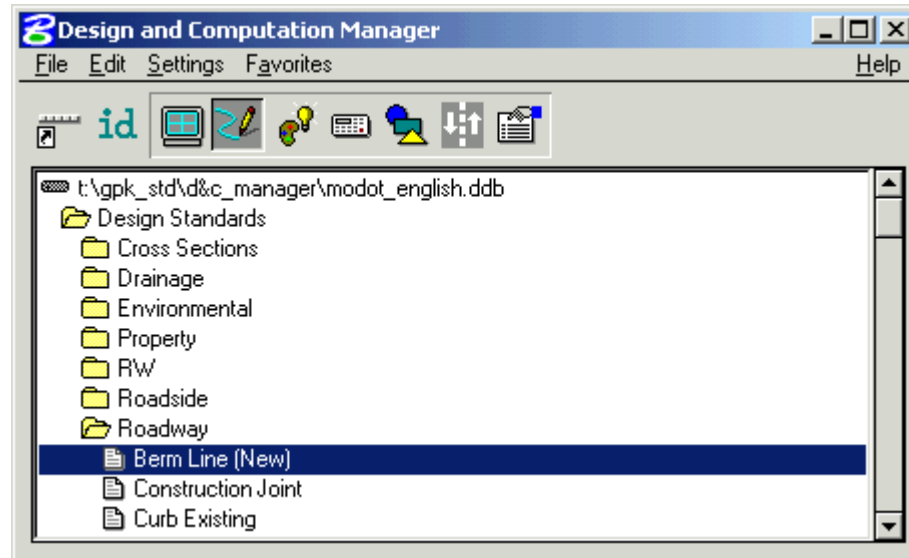 Design and Computation Manager
File Edit Settings Favorites Help
id
t:\gpk_std\d&c_manager\modot_english.ddb
Design Standards
Cross Sections
Drainage
Environmental
Property
RW
Roadside
Roadway
Berm Line (New)
Construction Joint
Curb Existing